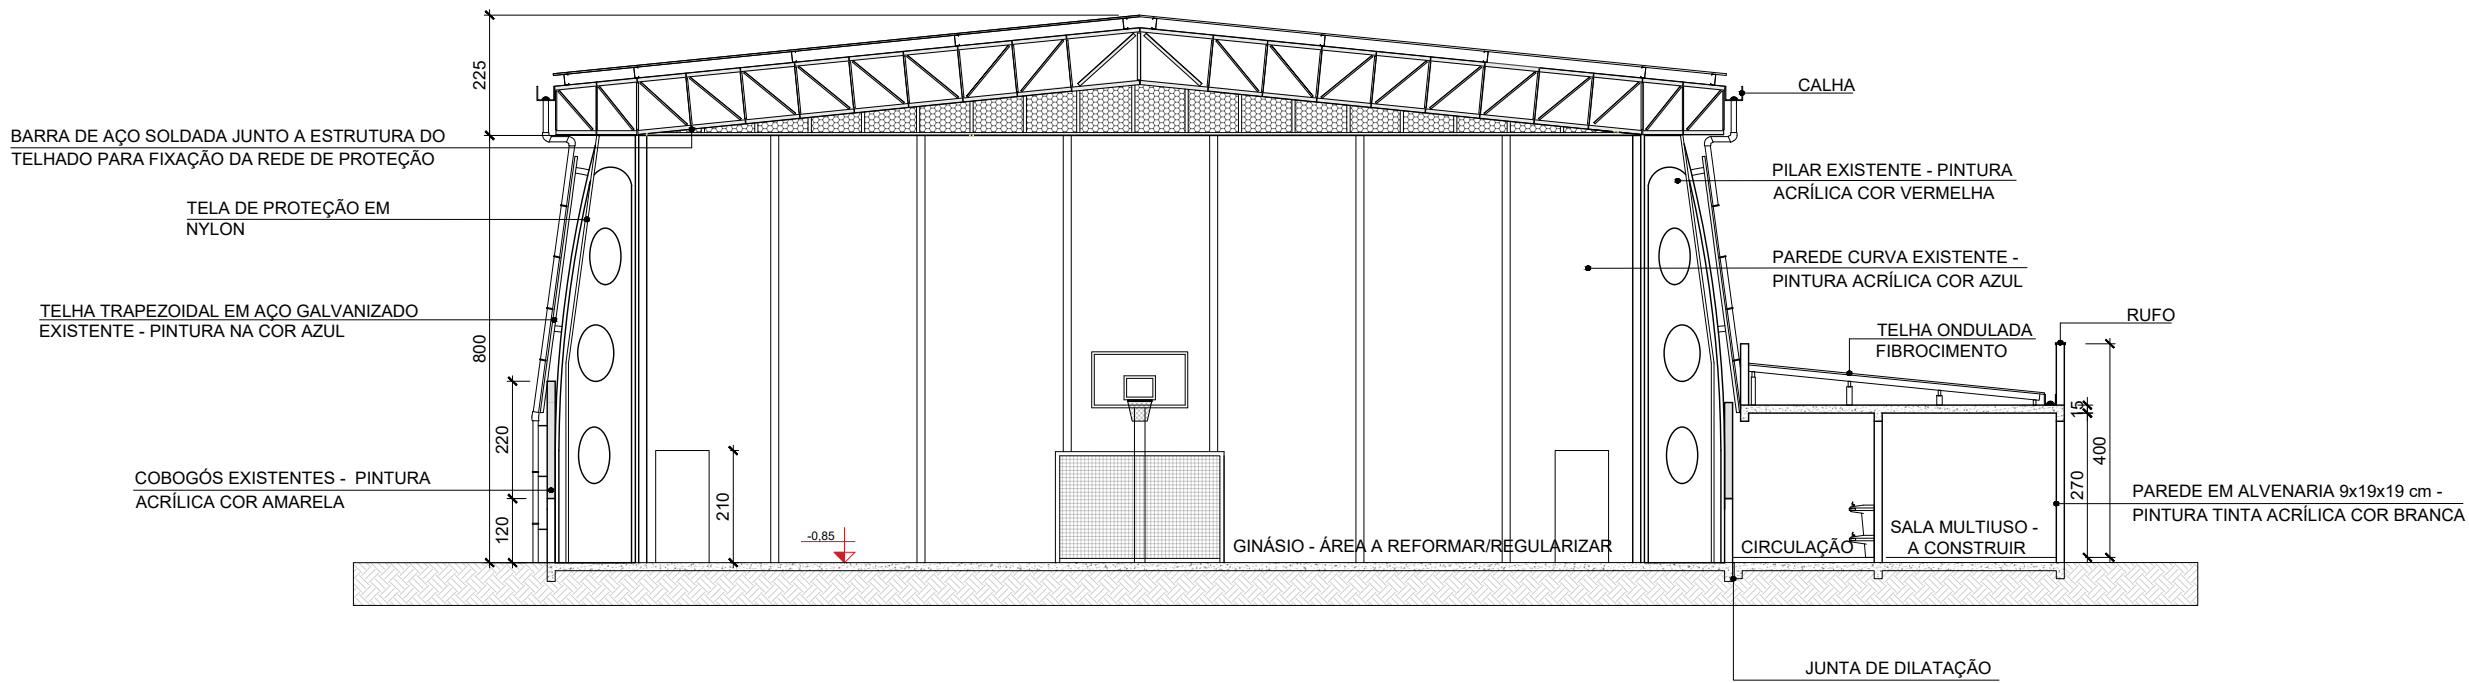 225
CALHA
BARRA DE AÇO SOLDADA JUNTO A ESTRUTURA DO
TELHADO PARA FIXAÇÃO DA REDE DE PROTEÇÃO
PILAR EXISTENTE - PINTURA
ACRÍLICA COR VERMELHA
TELA DE PROTEÇÃO EM
NYLON
PAREDE CURVA EXISTENTE -
PINTURA ACRÍLICA COR AZUL
TELHA TRAPEZOIDAL EM AÇO GALVANIZADO
EXISTENTE - PINTURA NA COR AZUL
800
RUFO
TELHA ONDULADA
FIBROCIMENTO
15
400
270
220
COBOGÓS EXISTENTES - PINTURA
ACRÍLICA COR AMARELA
120
210
-0,85
GINÁSIO - ÁREA A REFORMAR/REGULARIZAR
CIRCULAÇÃO
SALA MULTIUSO -
A CONSTRUIR
PAREDE EM ALVENARIA 9x19x19 cm -
PINTURA TINTA ACRÍLICA COR BRANCA
JUNTA DE DILATAÇÃO